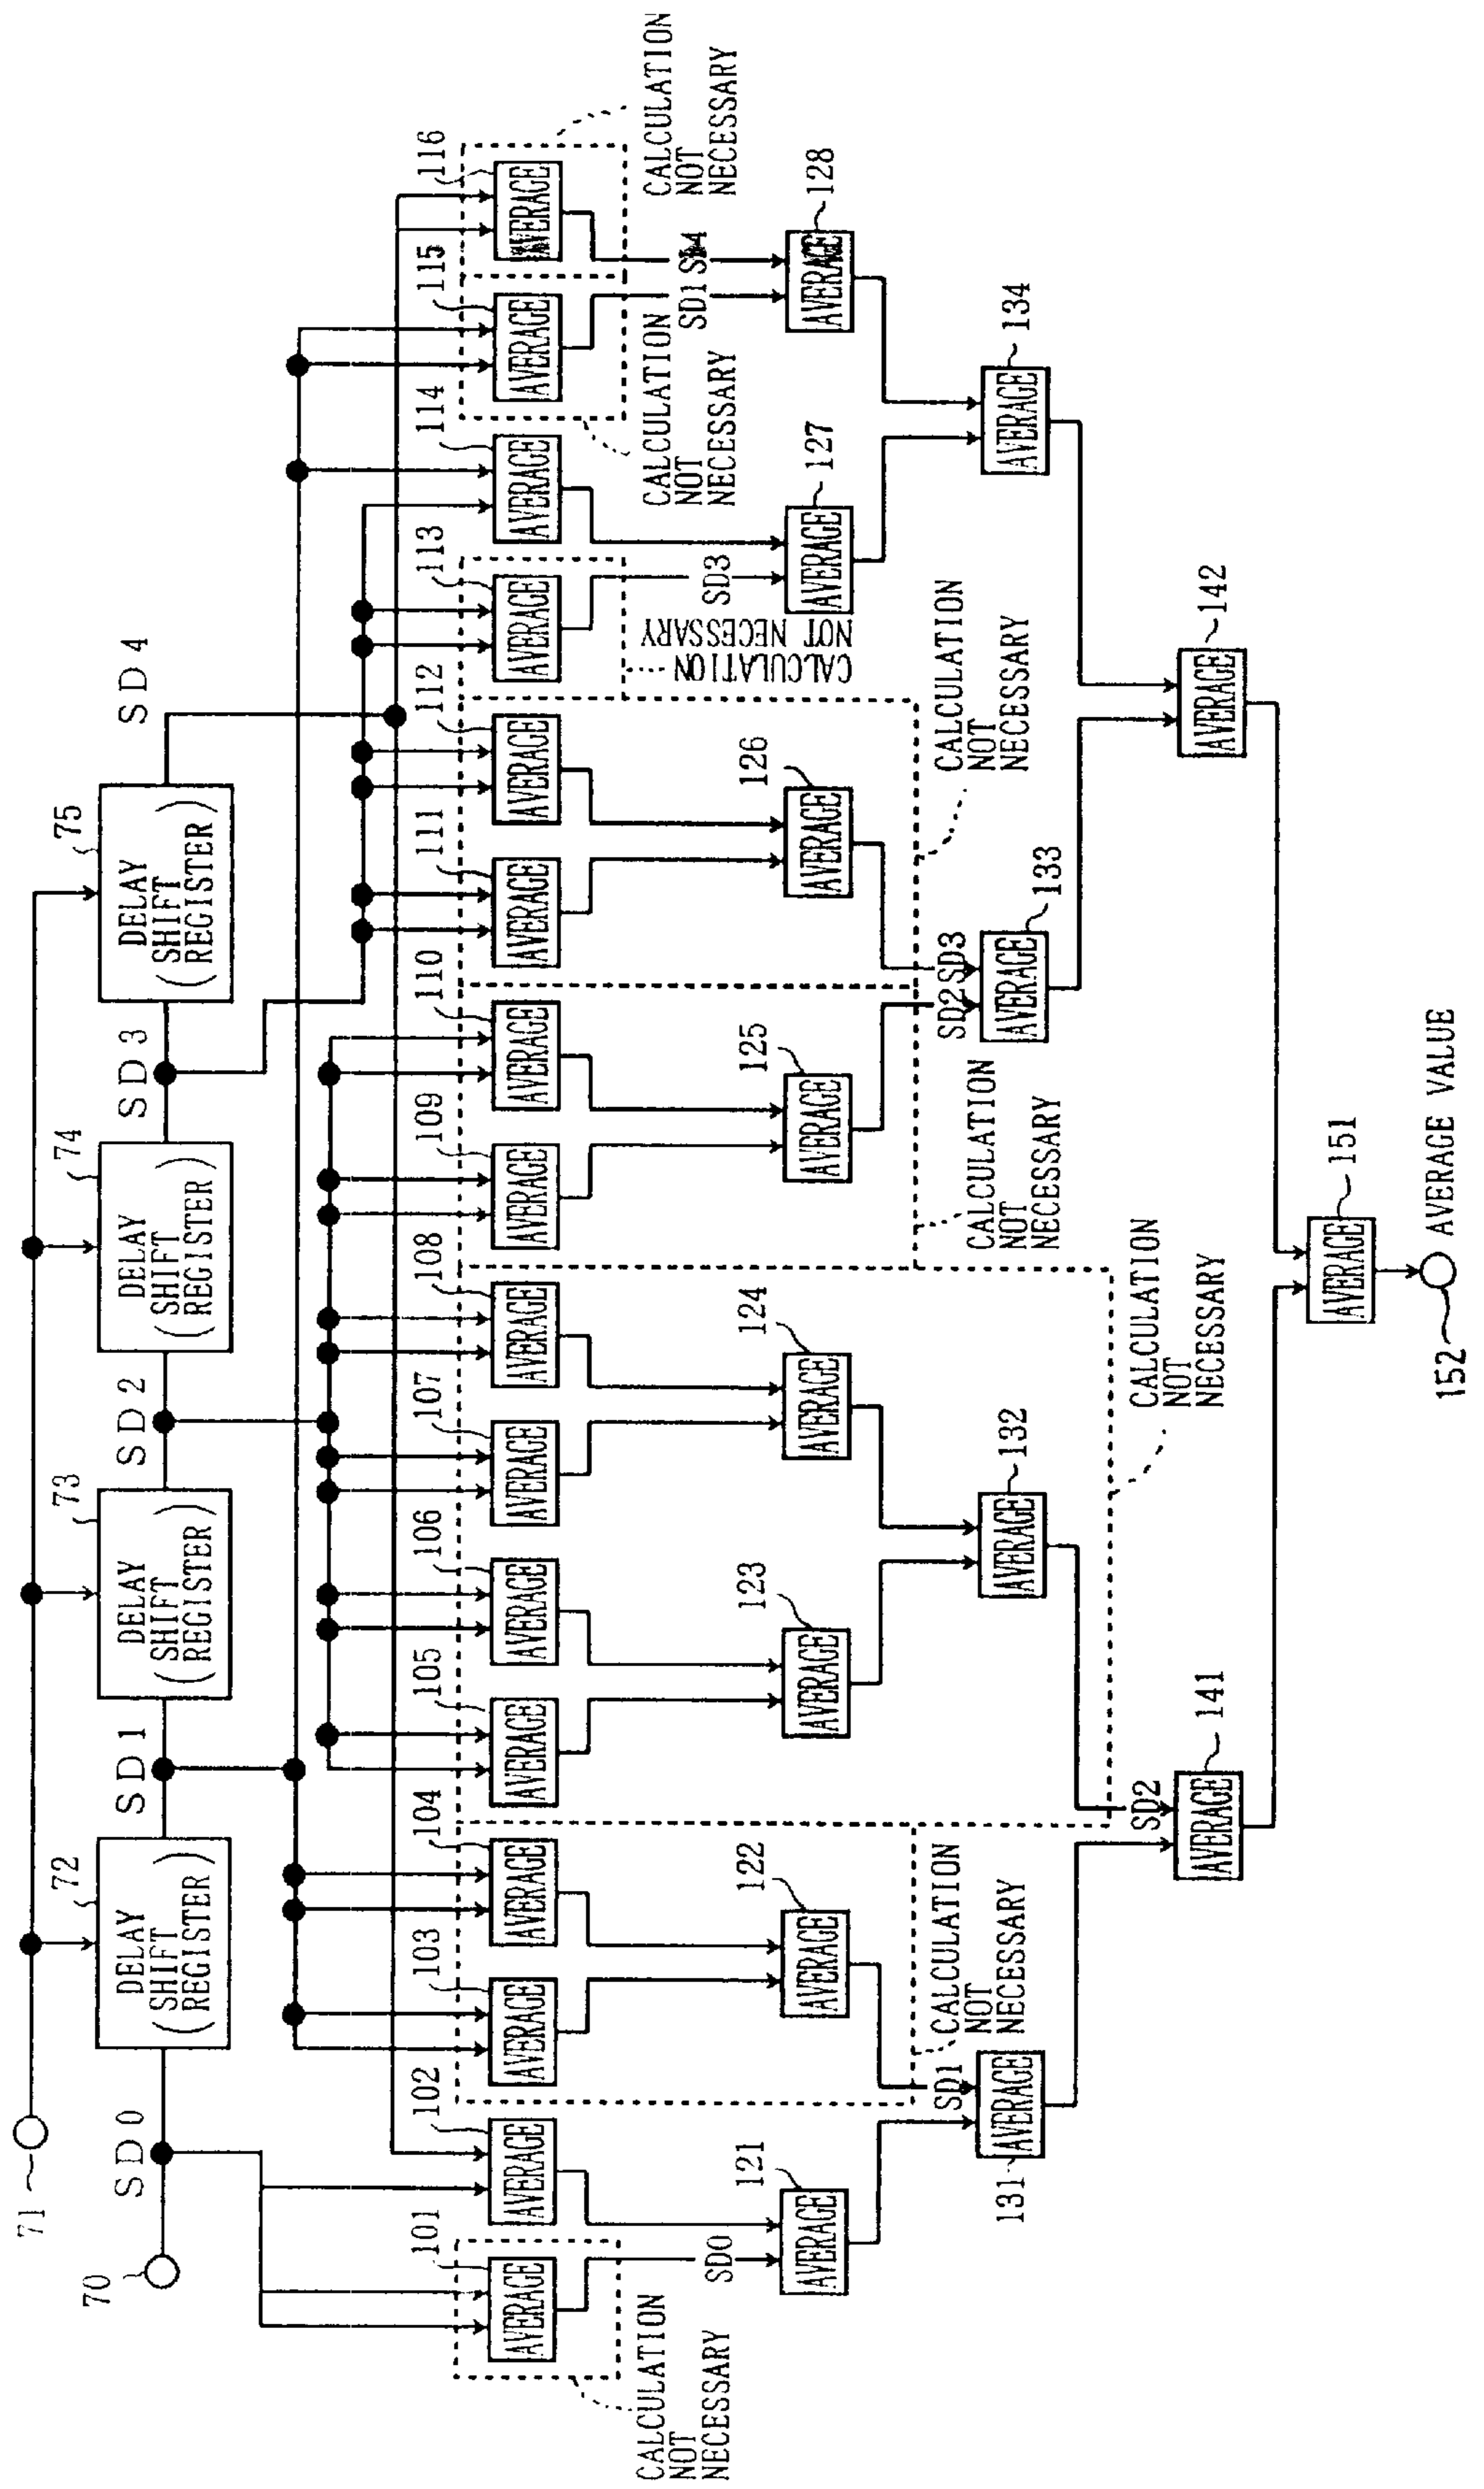 71
70
SD0
72
DELAY
(SHIFT
REGISTER)
SD1
73
DELAY
(SHIFT
REGISTER)
SD2
74
DELAY
(SHIFT
REGISTER)
SD3
75
DELAY
(SHIFT
REGISTER)
SD4
101
AVERAGE
102
AVERAGE
103
AVERAGE
104
AVERAGE
105
AVERAGE
106
AVERAGE
107
AVERAGE
108
AVERAGE
109
AVERAGE
110
AVERAGE
111
AVERAGE
112
AVERAGE
113
AVERAGE
114
AVERAGE
115
AVERAGE
116
AVERAGE
CALCULATION
NOT
NECESSARY
CALCULATION
NOT NECESSARY
CALCULATION
NOT
NECESSARY
CALCULATION
NOT
NECESSARY
SD0
SD3
SD1
SD4
121
AVERAGE
122
AVERAGE
123
AVERAGE
124
AVERAGE
125
AVERAGE
126
AVERAGE
127
AVERAGE
128
AVERAGE
CALCULATION
NOT
NECESSARY
CALCULATION
NOT
NECESSARY
CALCULATION
NOT
NECESSARY
SD1
SD2
SD3
131
AVERAGE
132
AVERAGE
133
AVERAGE
134
AVERAGE
CALCULATION
NOT
NECESSARY
SD2
141
AVERAGE
142
AVERAGE
151
AVERAGE
152
AVERAGE VALUE